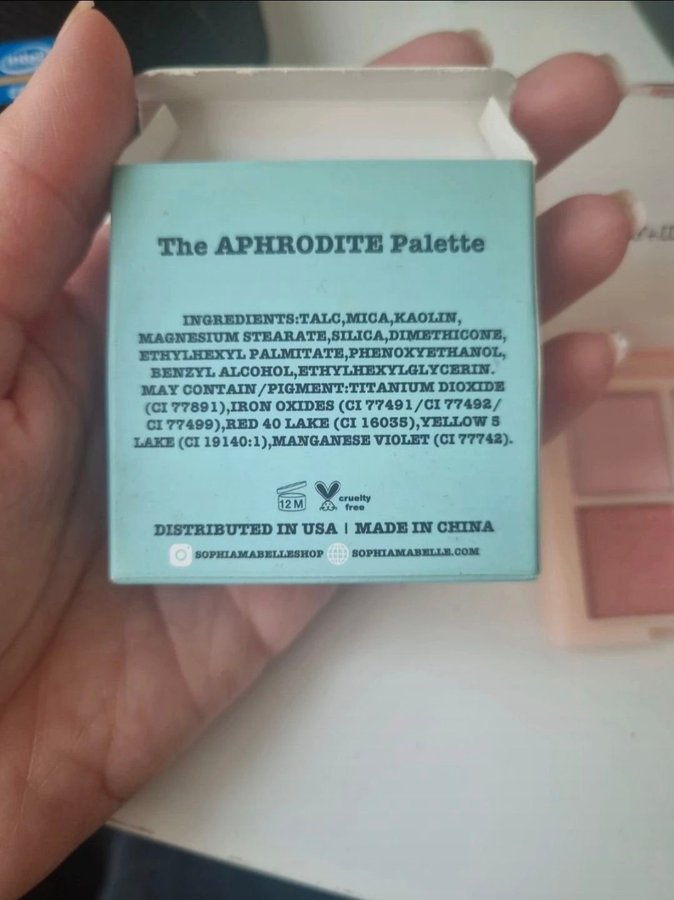 The APHRODITE Palette
INGREDIENTS:TALC,MICA,KAOLIN,
MAGNESIUM STEARATE,SILICA,DIMETHICONE,
ETHYLHEXYL PALMITATE,PHENOXYETHANOL,
BENZYL ALCOHOL,ETHYLHEXYLGLYCERIN.
MAY CONTAIN/PIGMENT:TITANIUM DIOXIDE
(CI 77891),IRON OXIDES (CI 77491/CI 77492/
CI 77499),RED 40 LAKE (CI 16035),YELLOW 5
LAKE (CI 19140:1),MANGANESE VIOLET (CI 77742).
12 M
cruelty
free
DISTRIBUTED IN USA | MADE IN CHINA
SOPHIAMABELLESHOP SOPHIAMABELLE.COM
intel